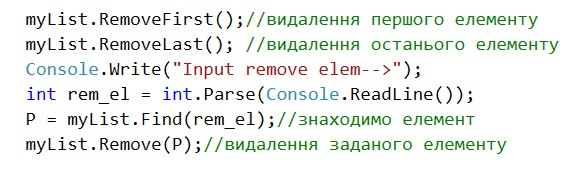 myList.RemoveFirst();//видалення першого елементу
myList.RemoveLast(); //видалення останього елементу
Console.Write("Input remove elem-->");
int rem_el = int.Parse(Console.ReadLine());
P = myList.Find(rem_el);//знаходимо елемент
myList.Remove(P);//видалення заданого елементу